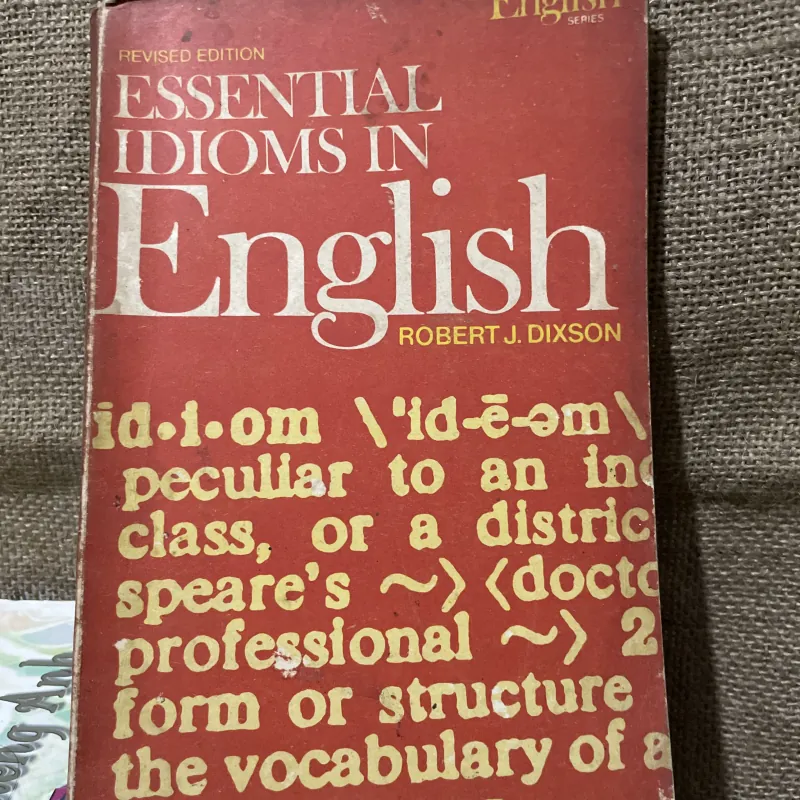 English
SERIES
REVISED EDITION
ESSENTIAL
IDIOMS IN
English
ROBERT J. DIXSON
id•i•om \'id-ē-əm\
peculiar to an in
class, or a distric
speare's ~> <docto
professional ~> 2
form or structure
the vocabulary of a
Anh